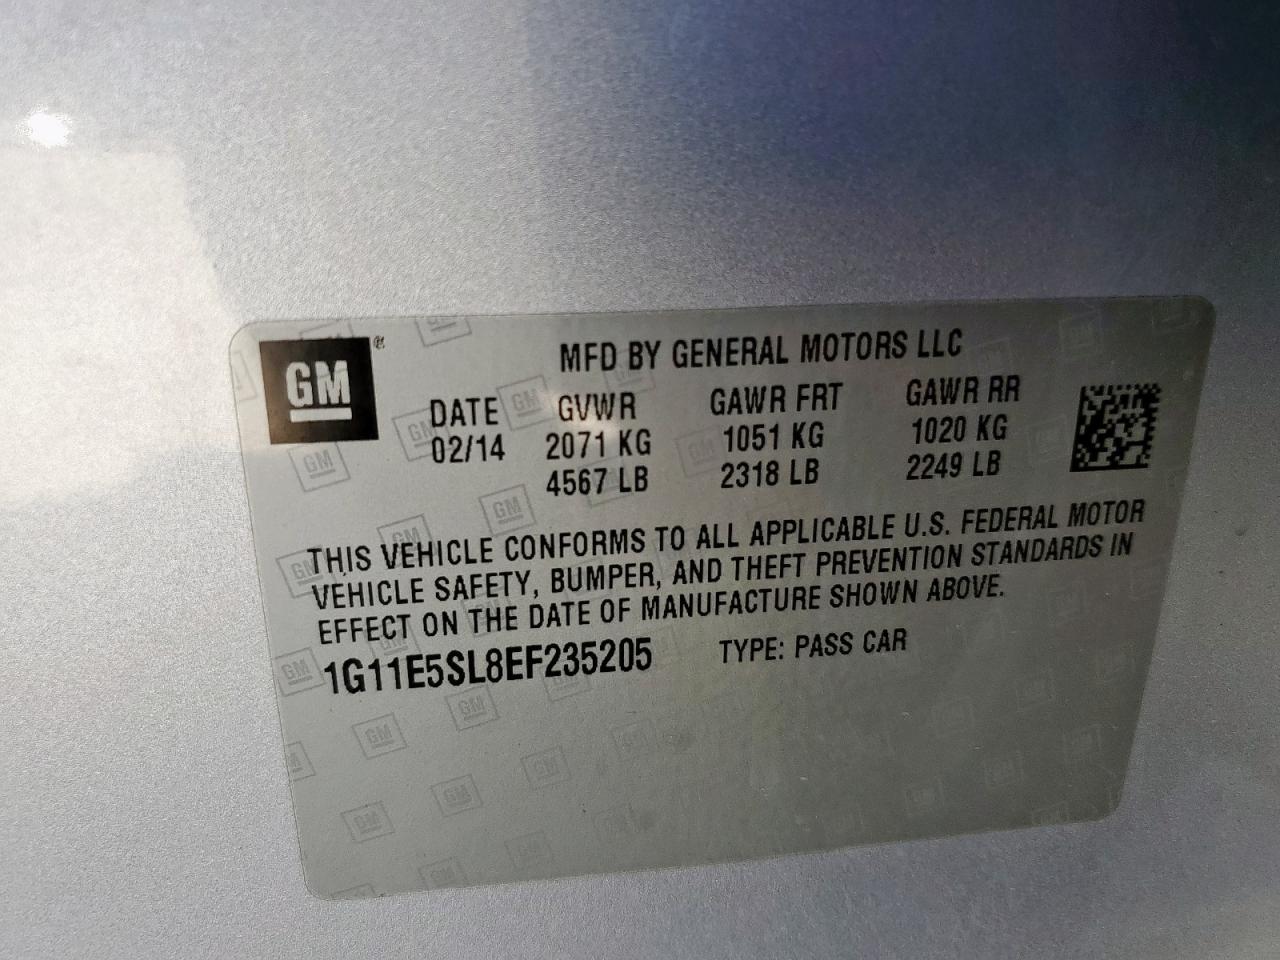 GM ®
MFD BY GENERAL MOTORS LLC
DATE GVWR GAWR FRT GAWR RR
02/14 2071 KG 1051 KG 1020 KG
4567 LB 2318 LB 2249 LB
THIS VEHICLE CONFORMS TO ALL APPLICABLE U.S. FEDERAL MOTOR
VEHICLE SAFETY, BUMPER, AND THEFT PREVENTION STANDARDS IN
EFFECT ON THE DATE OF MANUFACTURE SHOWN ABOVE.
1G11E5SL8EF235205 TYPE: PASS CAR